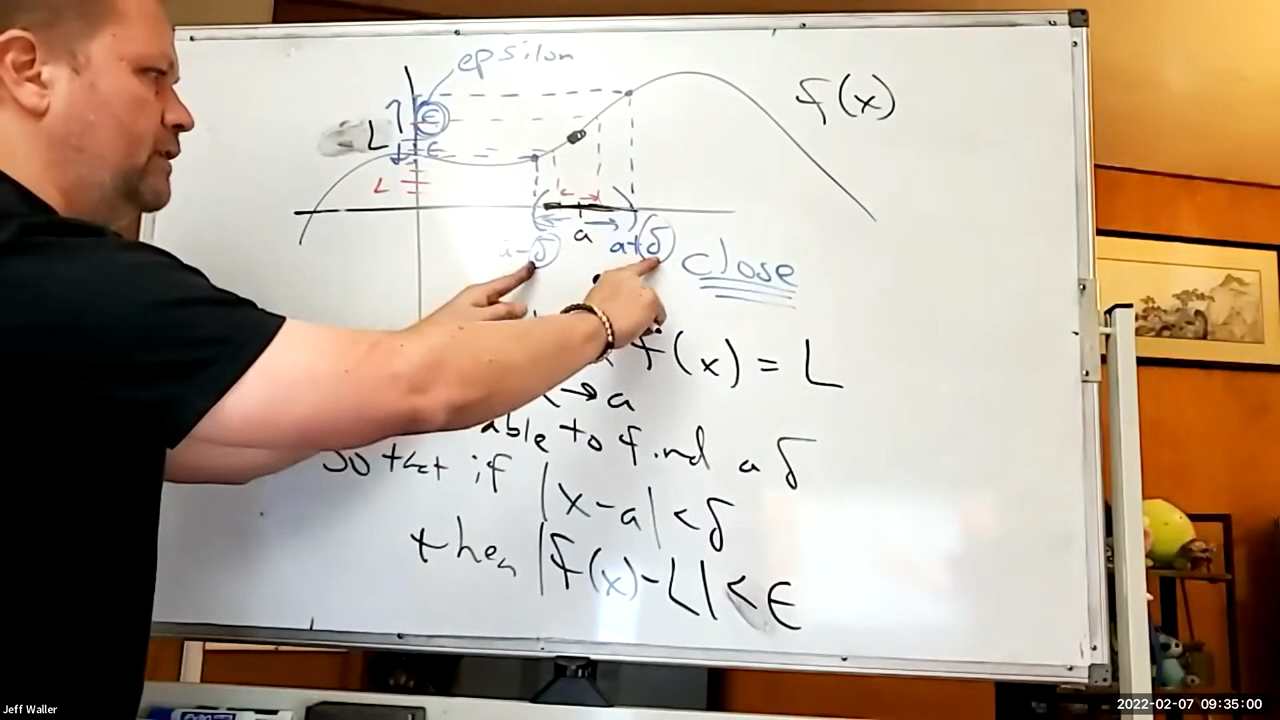 epsilon
f(x)
L
ϵ
ϵ
L
a
a+δ
close
f(x) = L
→ a
able to find a δ
So that if |x-a| < δ
then |f(x)-L| < ϵ
Jeff Waller
2022-02-07 09:35:00